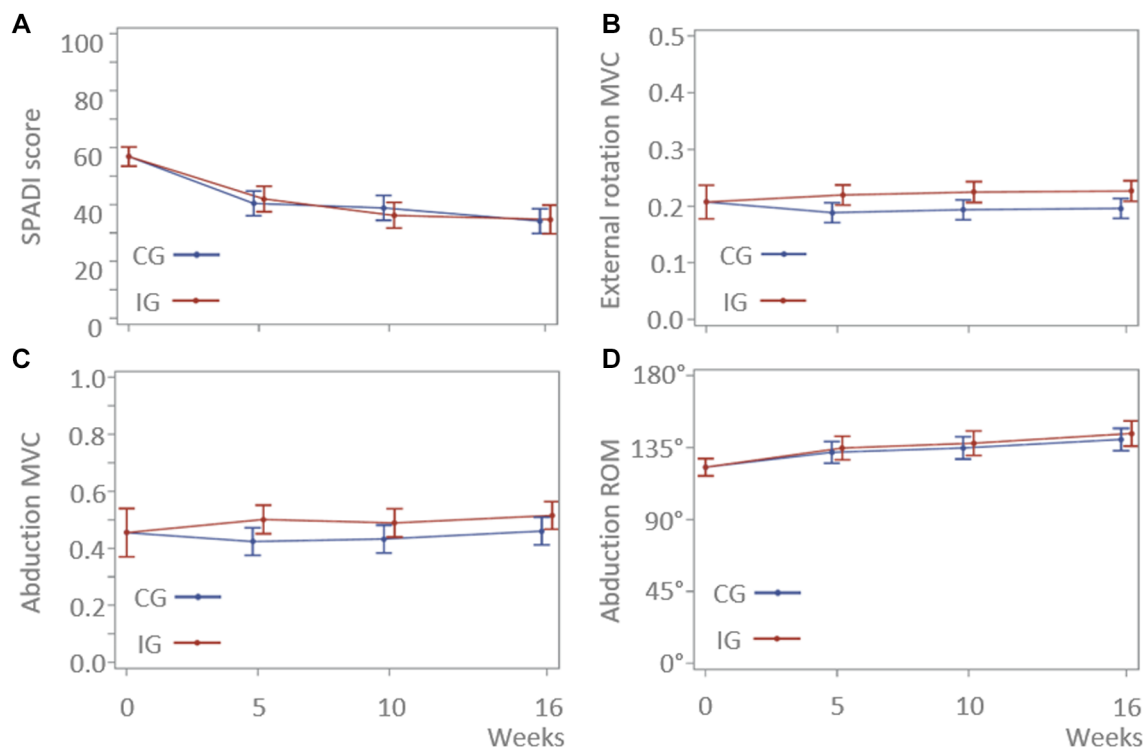 A
100
80
60
40
20
0
SPADI score
CG
IG
B
0.5
0.4
0.3
0.2
0.1
0.0
External rotation MVC
CG
IG
C
1.0
0.8
0.6
0.4
0.2
0.0
Abduction MVC
CG
IG
0 5 10 16
Weeks
D
180°
135°
90°
45°
0°
Abduction ROM
CG
IG
0 5 10 16
Weeks